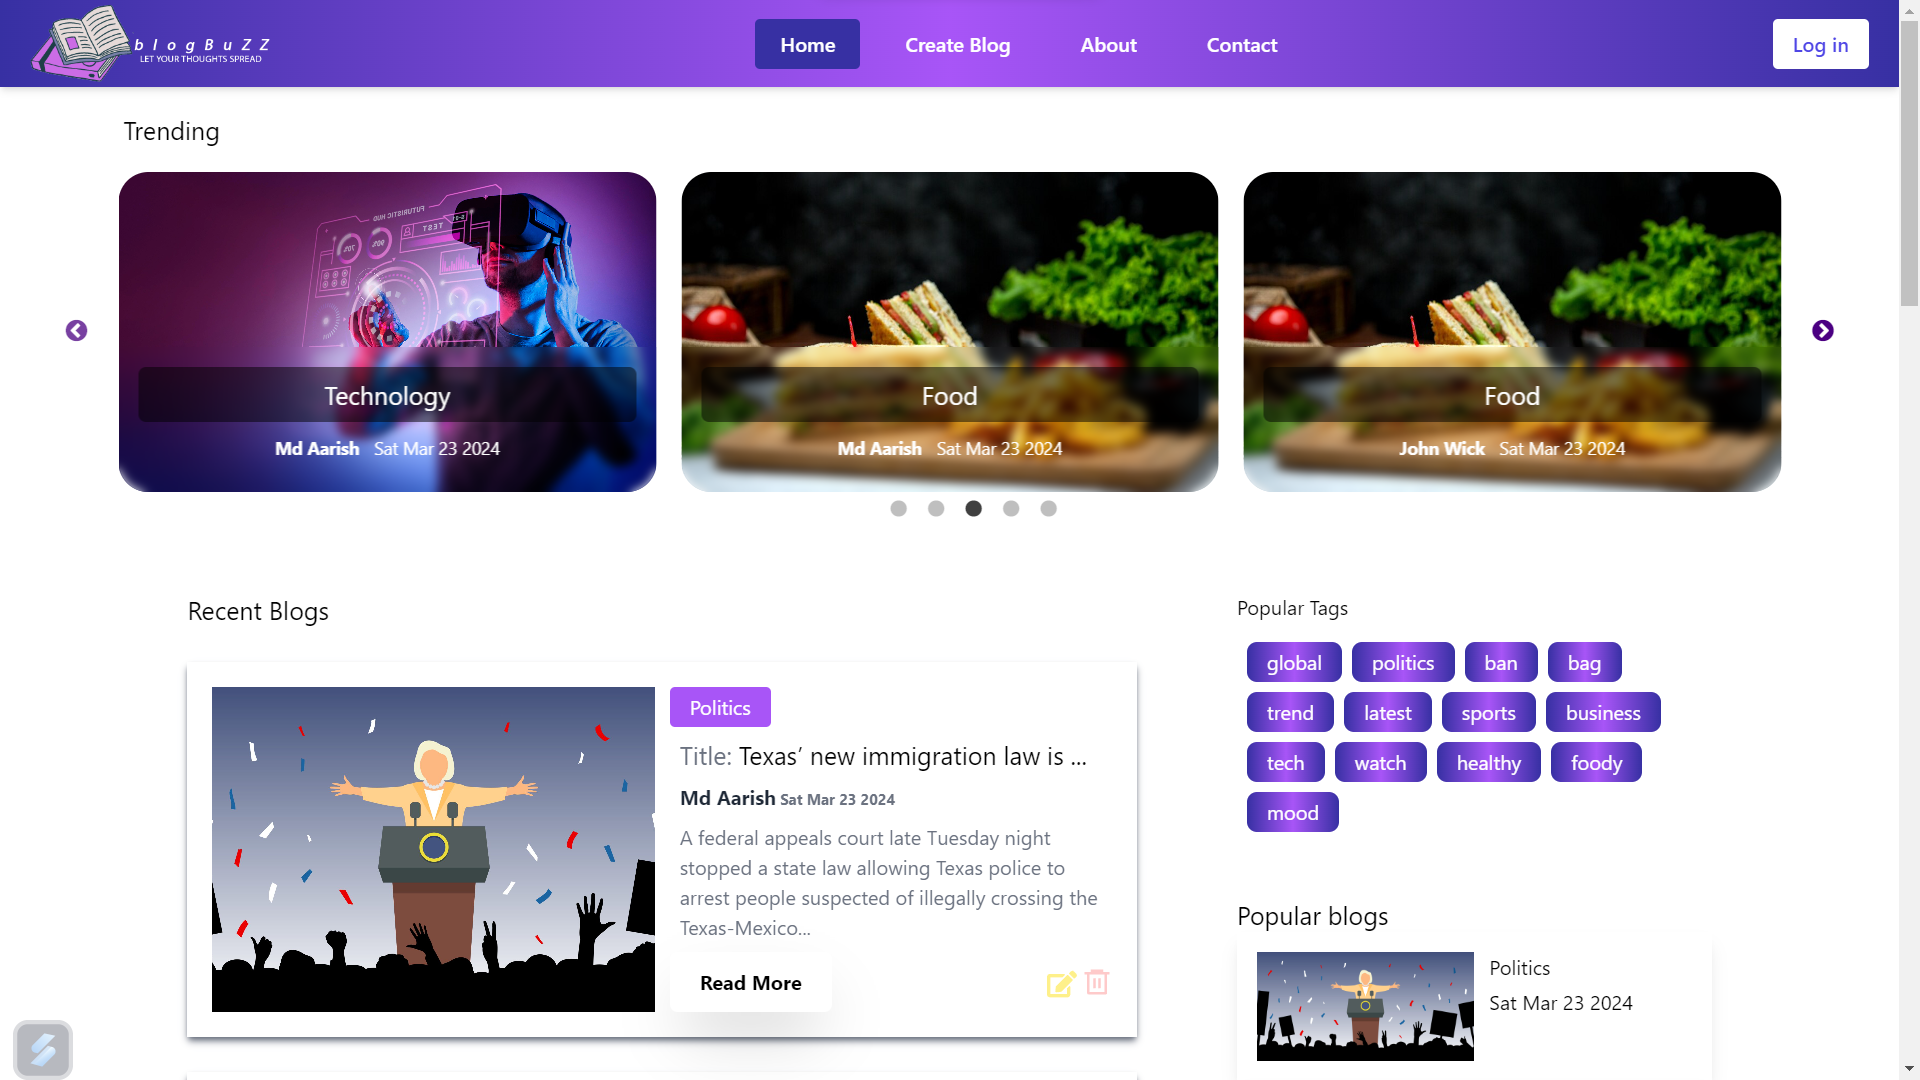 blogBuZZ
LET YOUR THOUGHTS SPREAD
Home
Create Blog
About
Contact
Log in
Trending
FUTURISTIC HUD
TEST
Technology
Md Aarish Sat Mar 23 2024
Food
Md Aarish Sat Mar 23 2024
Food
John Wick Sat Mar 23 2024
Recent Blogs
Politics
Title: Texas’ new immigration law is ...
Md Aarish Sat Mar 23 2024
A federal appeals court late Tuesday night
stopped a state law allowing Texas police to
arrest people suspected of illegally crossing the
Texas-Mexico...
Read More
Popular Tags
global politics ban bag
trend latest sports business
tech watch healthy foody
mood
Popular blogs
Politics
Sat Mar 23 2024